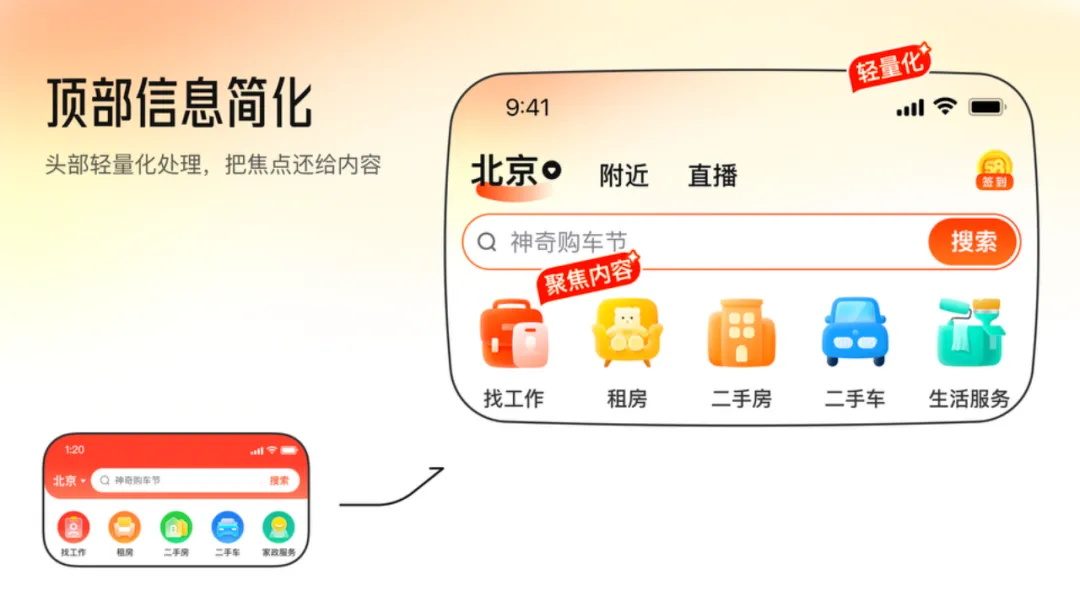 顶部信息简化
头部轻量化处理，把焦点还给内容
轻量化
9:41
北京 附近 直播
签到
神奇购车节 搜索
聚焦内容
找工作 租房 二手房 二手车 生活服务
1:20
北京 神奇购车节 搜索
找工作 租房 二手房 二手车 家政服务